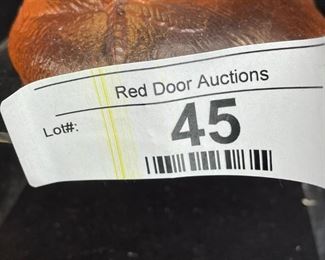 Red Door Auctions
Lot#: 45